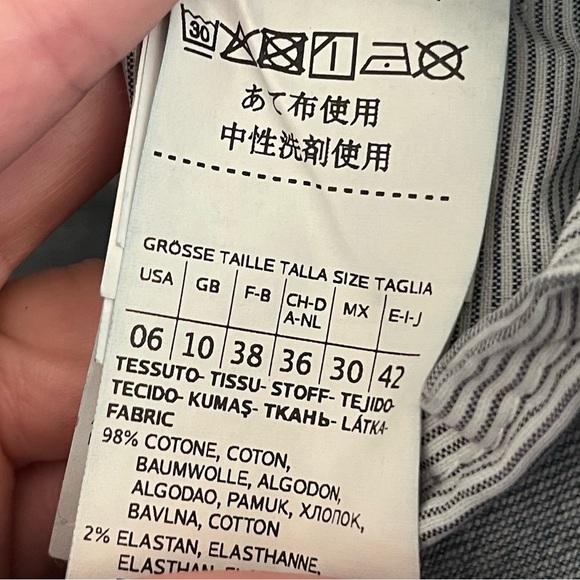 30
あて布使用
中性洗剤使用
GRÖSSE TAILLE TALLA SIZE TAGLIA
USA GB F-B CH-D A-NL MX E-I-J
06 10 38 36 30 42
TESSUTO- TISSU- STOFF- TEJIDO-
TECIDO- KUMAŞ- ТКАНЬ- LÁTKA-
FABRIC
98% COTONE, COTON,
BAUMWOLLE, ALGODON,
ALGODAO, PAMUK, ХЛОПОК,
BAVLNA, COTTON
2% ELASTAN, ELASTHANNE,
ELASTHAN